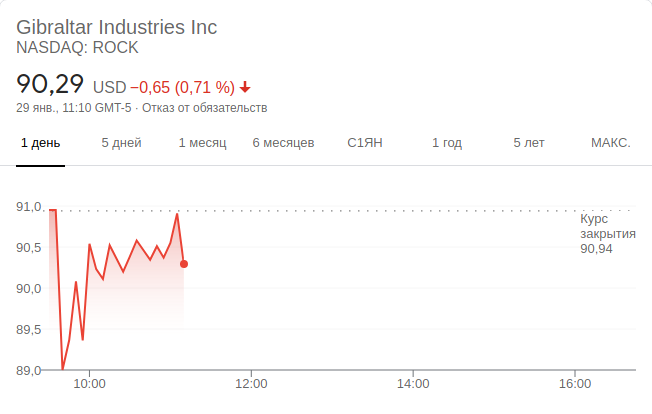 Gibraltar Industries Inc
NASDAQ: ROCK
90,29 USD −0,65 (0,71 %)
29 янв., 11:10 GMT-5 · Отказ от обязательств
1 день 5 дней 1 месяц 6 месяцев С1ЯН 1 год 5 лет МАКС.
91,0
Курс
закрытия
90,5
90,94
90,0
89,5
89,0
10:00 12:00 14:00 16:00